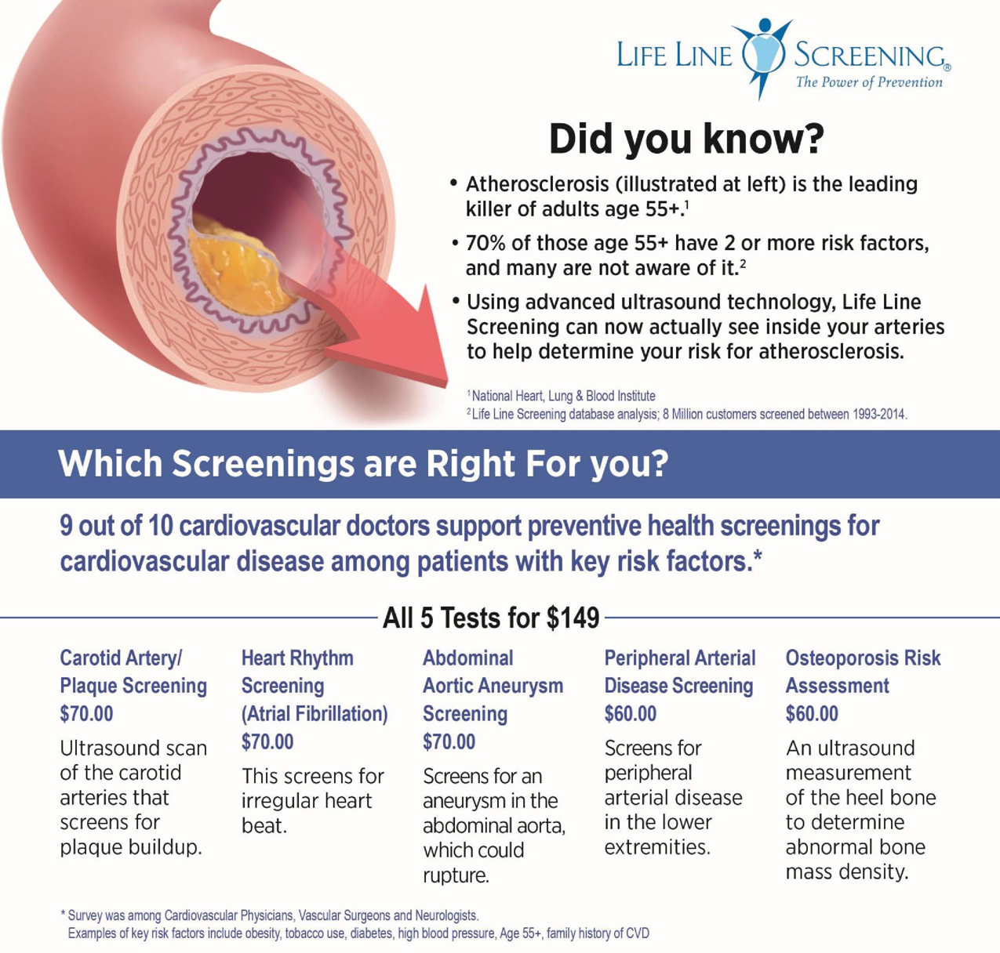 LIFE LINE SCREENING®
The Power of Prevention
Did you know?
• Atherosclerosis (illustrated at left) is the leading
killer of adults age 55+.¹
• 70% of those age 55+ have 2 or more risk factors,
and many are not aware of it.²
• Using advanced ultrasound technology, Life Line
Screening can now actually see inside your arteries
to help determine your risk for atherosclerosis.
¹ National Heart, Lung & Blood Institute
² Life Line Screening database analysis; 8 Million customers screened between 1993-2014.
Which Screenings are Right For you?
9 out of 10 cardiovascular doctors support preventive health screenings for
cardiovascular disease among patients with key risk factors.*
All 5 Tests for $149
Carotid Artery/
Plaque Screening
$70.00
Ultrasound scan
of the carotid
arteries that
screens for
plaque buildup.
Heart Rhythm
Screening
(Atrial Fibrillation)
$70.00
This screens for
irregular heart
beat.
Abdominal
Aortic Aneurysm
Screening
$70.00
Screens for an
aneurysm in the
abdominal aorta,
which could
rupture.
Peripheral Arterial
Disease Screening
$60.00
Screens for
peripheral
arterial disease
in the lower
extremities.
Osteoporosis Risk
Assessment
$60.00
An ultrasound
measurement
of the heel bone
to determine
abnormal bone
mass density.
* Survey was among Cardiovascular Physicians, Vascular Surgeons and Neurologists.
Examples of key risk factors include obesity, tobacco use, diabetes, high blood pressure, Age 55+, family history of CVD